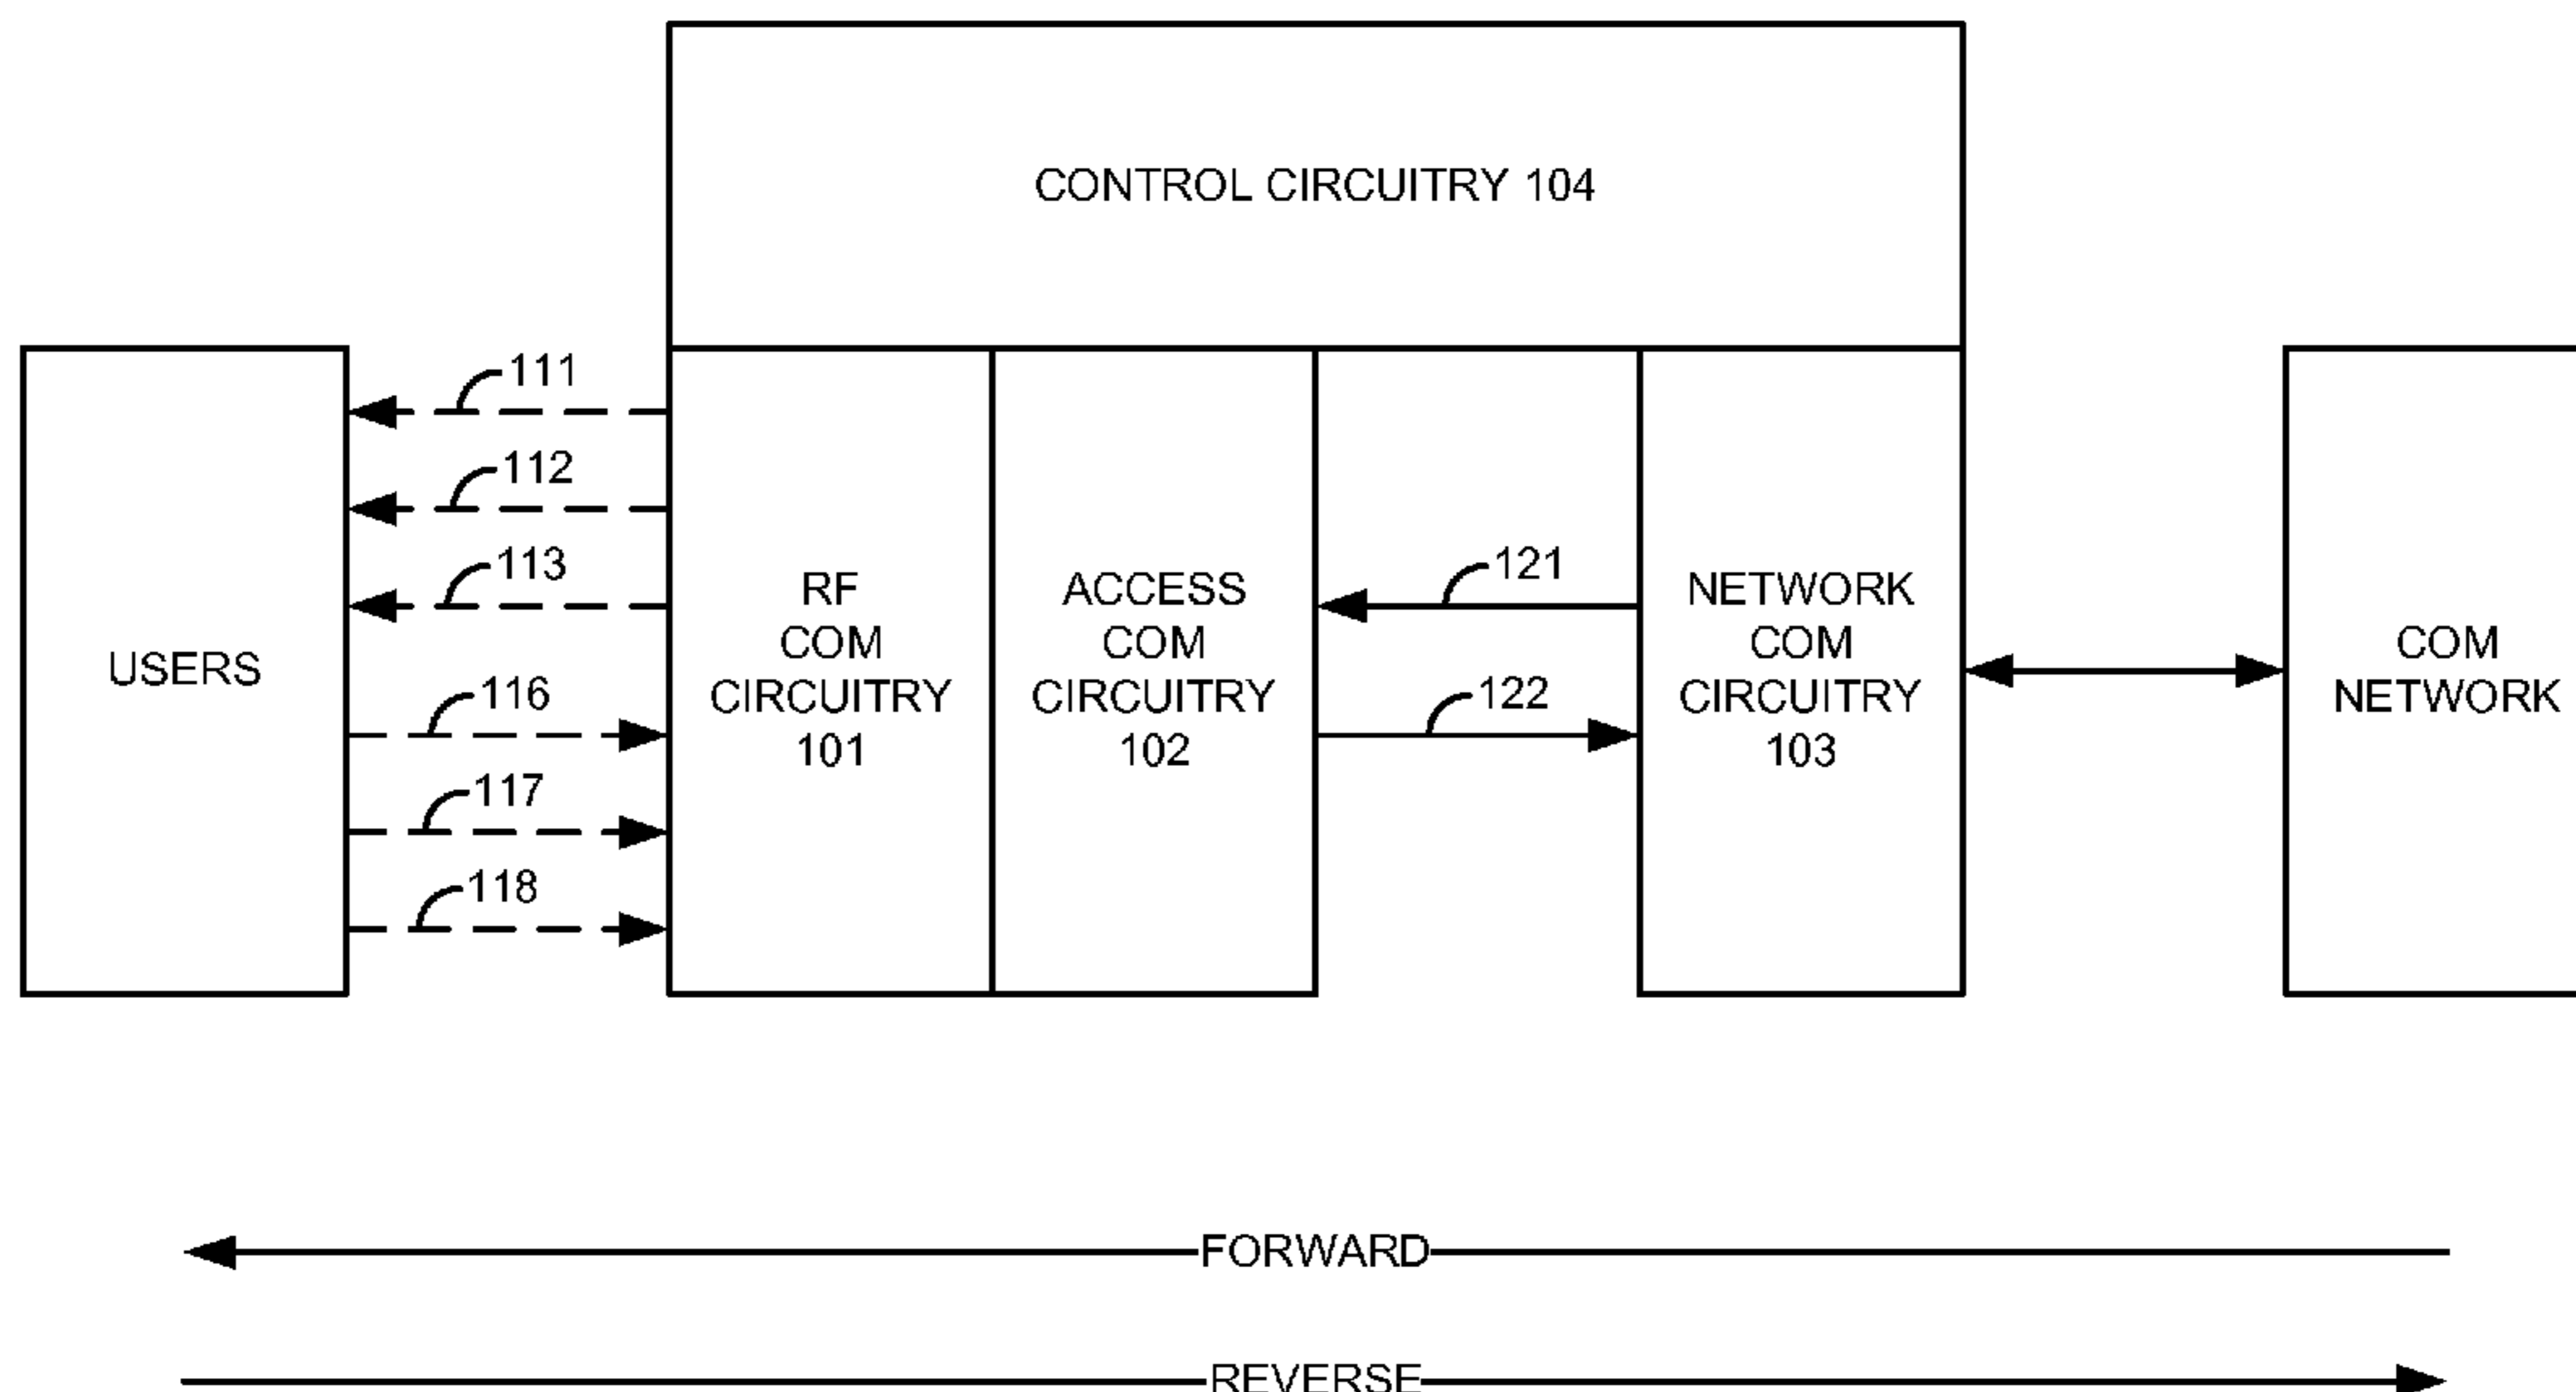 CONTROL CIRCUITRY 104
111
112
113
116
117
118
USERS
RF
COM
CIRCUITRY
101
ACCESS
COM
CIRCUITRY
102
121
122
NETWORK
COM
CIRCUITRY
103
COM
NETWORK
FORWARD
REVERSE